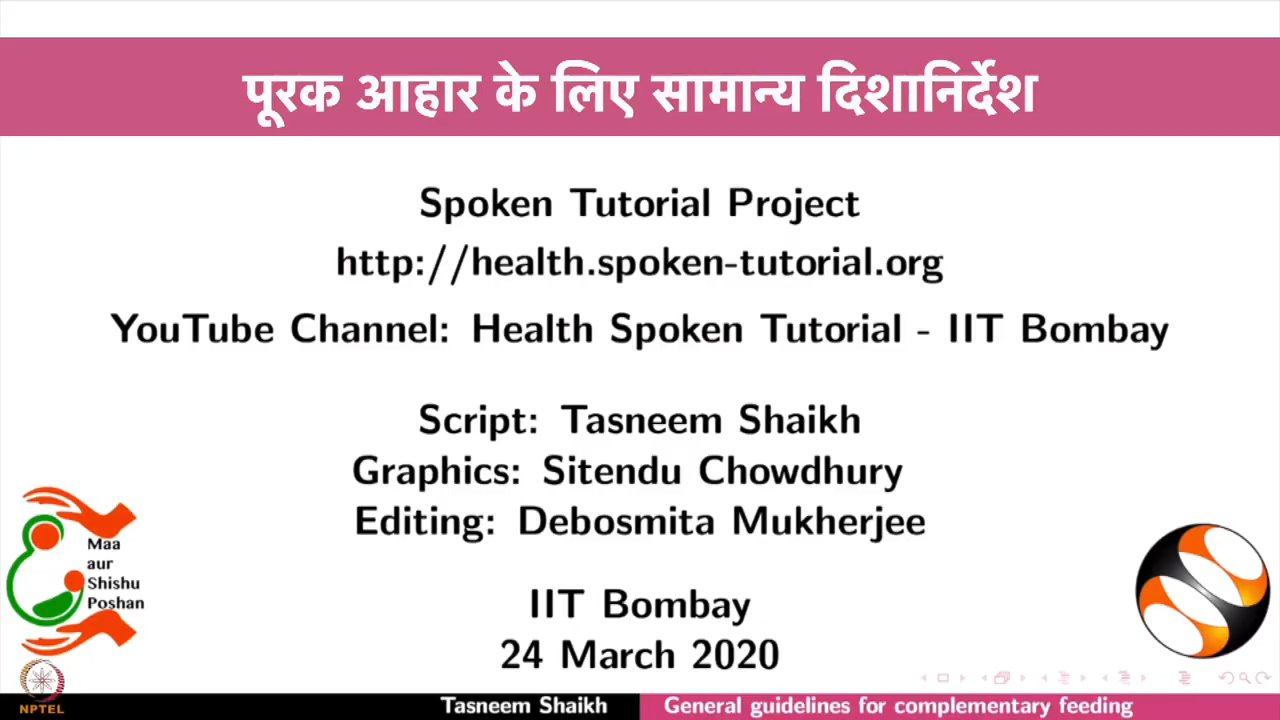 पूरक आहार के लिए सामान्य दिशानिर्देश
Spoken Tutorial Project
http://health.spoken-tutorial.org
YouTube Channel: Health Spoken Tutorial - IIT Bombay
Script: Tasneem Shaikh
Graphics: Sitendu Chowdhury
Editing: Debosmita Mukherjee
Maa
aur
Shishu
Poshan
IIT Bombay
24 March 2020
NPTEL
Tasneem Shaikh General guidelines for complementary feeding